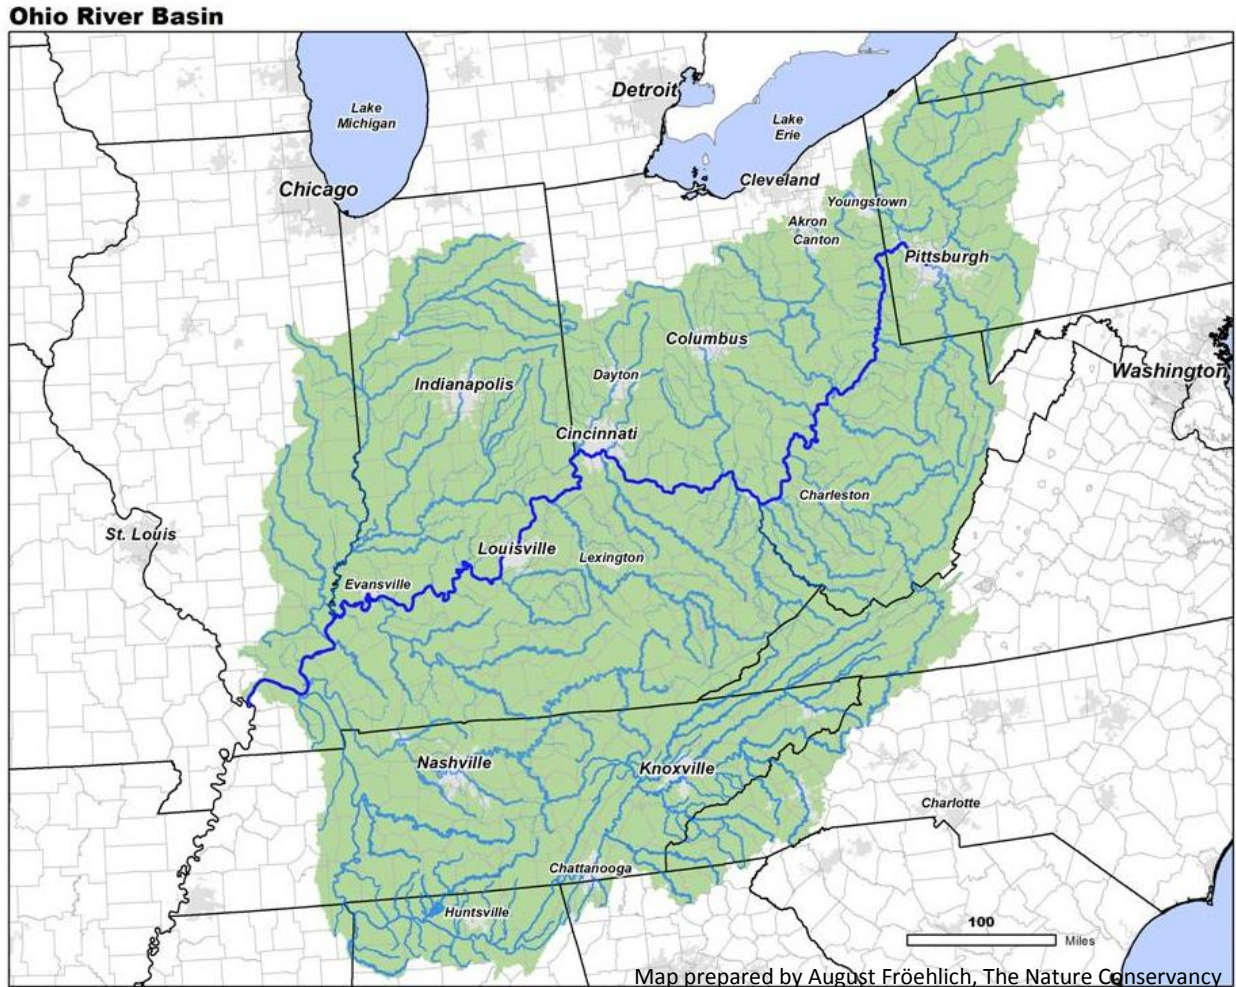 Ohio River Basin
Detroit
Lake
Michigan
Lake
Erie
Chicago
Cleveland
Youngstown
Akron
Canton
Pittsburgh
Columbus
Washington
Indianapolis
Dayton
Cincinnati
Charleston
St. Louis
Louisville
Lexington
Evansville
Nashville
Knoxville
Charlotte
Chattanooga
Huntsville
100
Miles
Map prepared by August Fröehlich, The Nature Conservancy